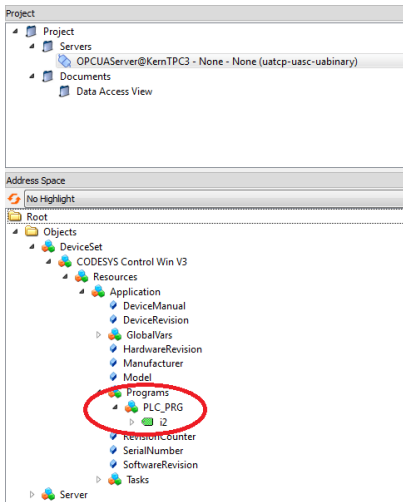 Project
Project
Servers
OPCUAServer@KernTPC3 - None - None (uatcp-uasc-uabinary)
Documents
Data Access View
Address Space
No Highlight
Root
Objects
DeviceSet
CODESYS Control Win V3
Resources
Application
DeviceManual
DeviceRevision
GlobalVars
HardwareRevision
Manufacturer
Model
Programs
PLC_PRG
i2
RevisionCounter
SerialNumber
SoftwareRevision
Tasks
Server